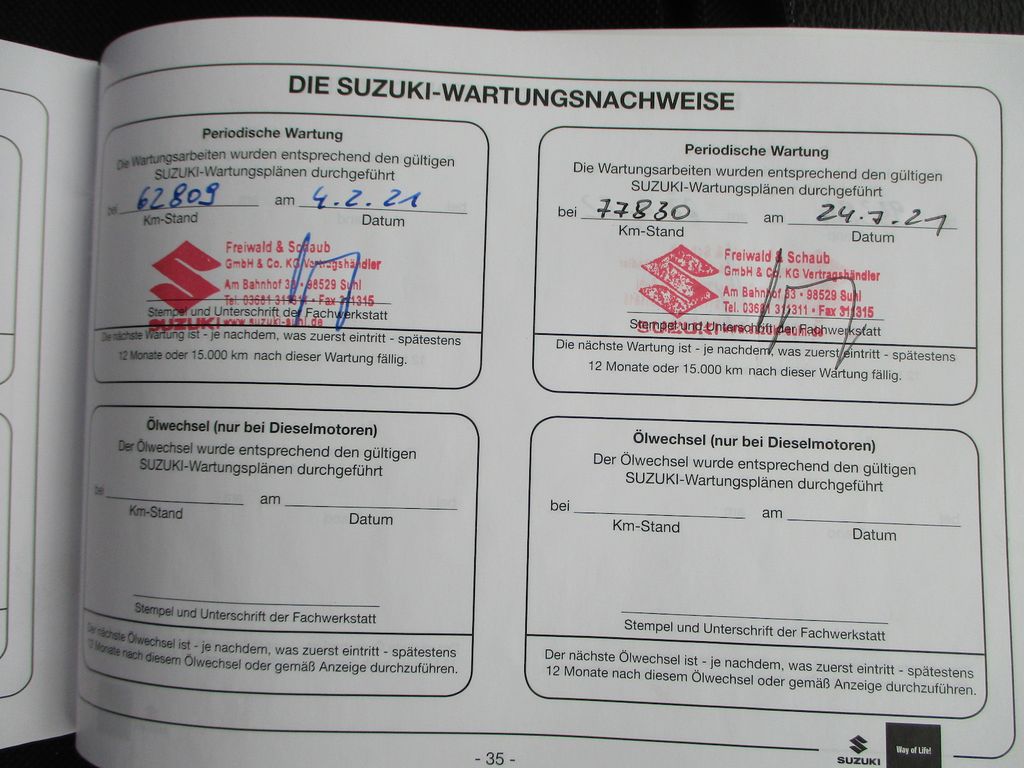 DIE SUZUKI-WARTUNGSNACHWEISE
Periodische Wartung
Die Wartungsarbeiten wurden entsprechend den gültigen
SUZUKI-Wartungsplänen durchgeführt
bei 62809 am 4.2.21
Km-Stand Datum
Freiwald & Schaub
GmbH & Co. KG Vertragshändler
Am Bahnhof 33 • 98529 Suhl
Tel. 03681 311311 • Fax 311315
Stempel und Unterschrift der Fachwerkstatt
SUZUKI www.suzuki-suhl.de
Die nächste Wartung ist - je nachdem, was zuerst eintritt - spätestens
12 Monate oder 15.000 km nach dieser Wartung fällig.
Periodische Wartung
Die Wartungsarbeiten wurden entsprechend den gültigen
SUZUKI-Wartungsplänen durchgeführt
bei 77830 am 24.7.21
Km-Stand Datum
Freiwald & Schaub
GmbH & Co. KG Vertragshändler
Am Bahnhof 33 • 98529 Suhl
Tel. 03681 311311 • Fax 311315
Stempel und Unterschrift der Fachwerkstatt
Die nächste Wartung ist - je nachdem, was zuerst eintritt - spätestens
12 Monate oder 15.000 km nach dieser Wartung fällig.
Ölwechsel (nur bei Dieselmotoren)
Der Ölwechsel wurde entsprechend den gültigen
SUZUKI-Wartungsplänen durchgeführt
bei am
Km-Stand Datum
Stempel und Unterschrift der Fachwerkstatt
Der nächste Ölwechsel ist - je nachdem, was zuerst eintritt - spätestens
12 Monate nach diesem Ölwechsel oder gemäß Anzeige durchzuführen.
Ölwechsel (nur bei Dieselmotoren)
Der Ölwechsel wurde entsprechend den gültigen
SUZUKI-Wartungsplänen durchgeführt
bei am
Km-Stand Datum
Stempel und Unterschrift der Fachwerkstatt
Der nächste Ölwechsel ist - je nachdem, was zuerst eintritt - spätestens
12 Monate nach diesem Ölwechsel oder gemäß Anzeige durchzuführen.
- 35 -
SUZUKI
Way of Life!